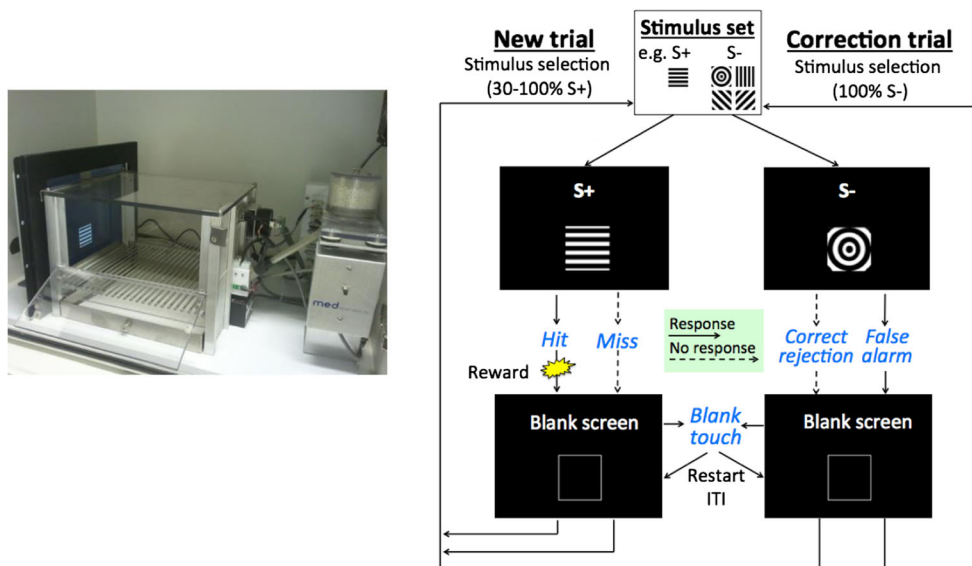 New trial
Stimulus selection
(30-100% S+)
Stimulus set
e.g. S+ S-
Correction trial
Stimulus selection
(100% S-)
S+
S-
Hit
Miss
Response
No response
Correct
rejection
False
alarm
Reward
Blank screen
Blank
touch
Blank screen
Restart
ITI
med